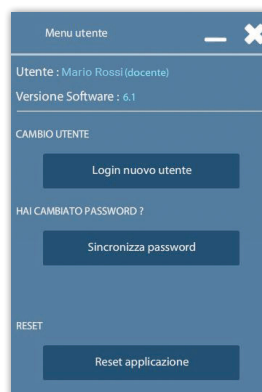 Menu utente
Utente : Mario Rossi (docente)
Versione Software : 6.1
CAMBIO UTENTE
Login nuovo utente
HAI CAMBIATO PASSWORD ?
Sincronizza password
RESET
Reset applicazione